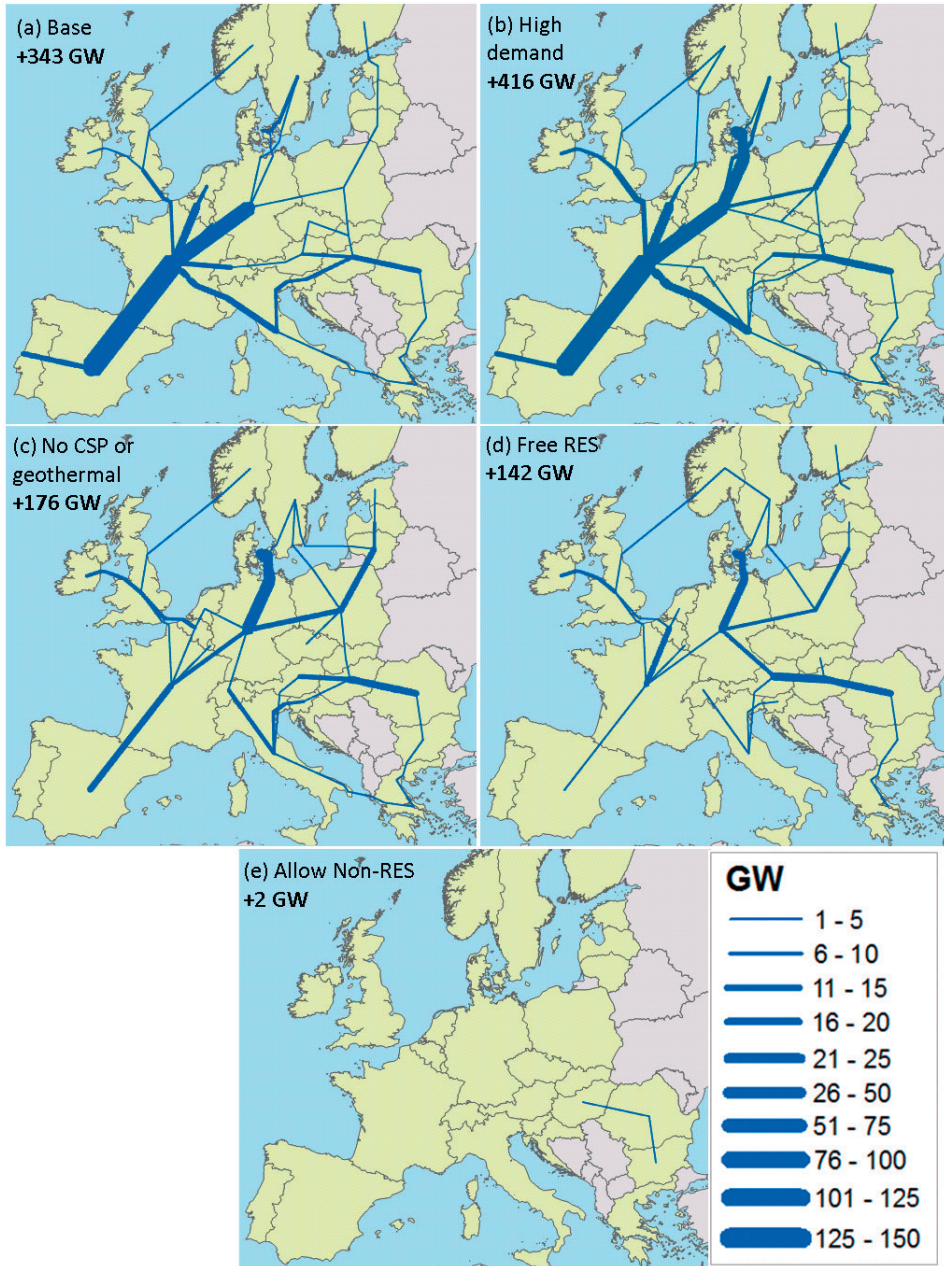 (a) Base
+343 GW
(b) High
demand
+416 GW
(c) No CSP or
geothermal
+176 GW
(d) Free RES
+142 GW
(e) Allow Non-RES
+2 GW
GW
1 - 5
6 - 10
11 - 15
16 - 20
21 - 25
26 - 50
51 - 75
76 - 100
101 - 125
125 - 150